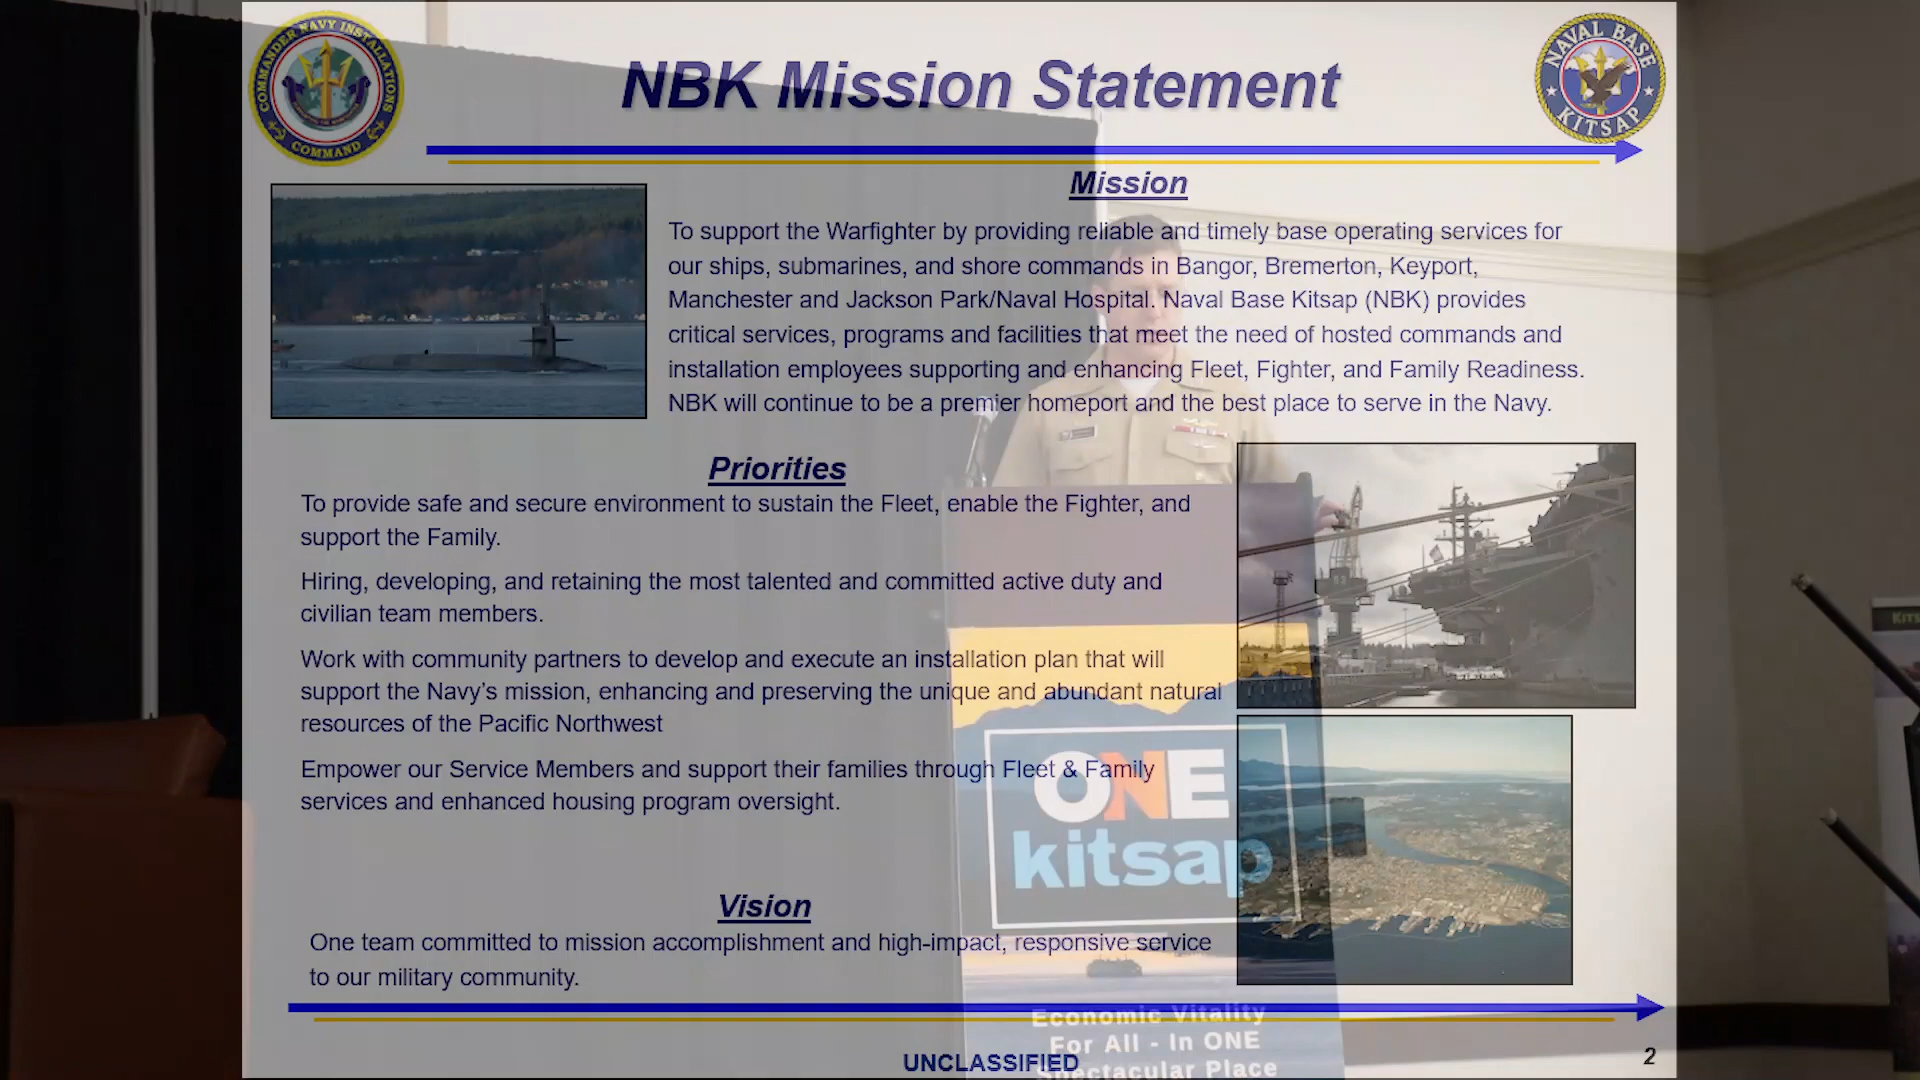 COMMANDER NAVY INSTALLATIONS
COMMAND
NBK Mission Statement
NAVAL BASE
KITSAP
Mission
To support the Warfighter by providing reliable and timely base operating services for
our ships, submarines, and shore commands in Bangor, Bremerton, Keyport,
Manchester and Jackson Park/Naval Hospital. Naval Base Kitsap (NBK) provides
critical services, programs and facilities that meet the need of hosted commands and
installation employees supporting and enhancing Fleet, Fighter, and Family Readiness.
NBK will continue to be a premier homeport and the best place to serve in the Navy.
Priorities
To provide safe and secure environment to sustain the Fleet, enable the Fighter, and
support the Family.
Hiring, developing, and retaining the most talented and committed active duty and
civilian team members.
Work with community partners to develop and execute an installation plan that will
support the Navy’s mission, enhancing and preserving the unique and abundant natural
resources of the Pacific Northwest
Empower our Service Members and support their families through Fleet & Family
services and enhanced housing program oversight.
ONE
kitsap
Vision
One team committed to mission accomplishment and high-impact, responsive service
to our military community.
Economic Vitality
For All - In ONE
Spectacular Place
UNCLASSIFIED
2